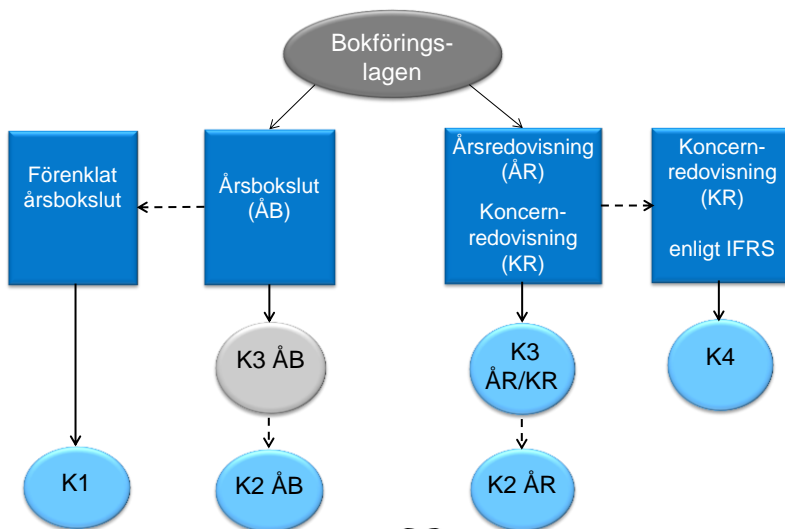 Bokförings-
lagen
Förenklat
årsbokslut
Årsbokslut
(ÅB)
Årsredovisning
(ÅR)
Koncern-
redovisning
(KR)
Koncern-
redovisning
(KR)
enligt IFRS
K3 ÅB
K3
ÅR/KR
K4
K1
K2 ÅB
K2 ÅR